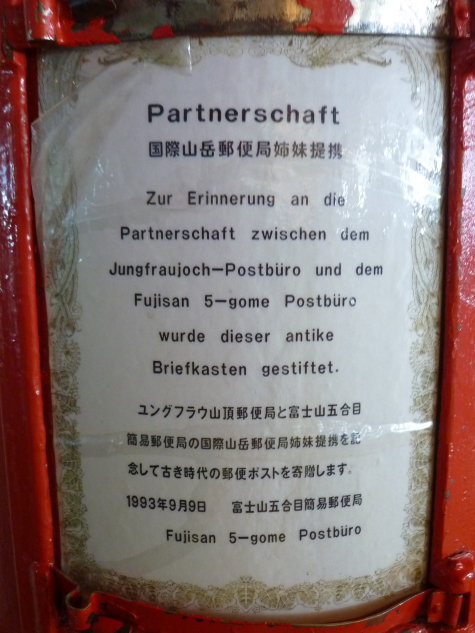 Partnerschaft
国際山岳郵便局姉妹提携
Zur Erinnerung an die
Partnerschaft zwischen dem
Jungfraujoch-Postbüro und dem
Fujisan 5-gome Postbüro
wurde dieser antike
Briefkasten gestiftet.
ユングフラウ山頂郵便局と富士山五合目
簡易郵便局の国際山岳郵便局姉妹提携を記
念して古き時代の郵便ポストを寄贈します。
1993年9月9日 富士山五合目簡易郵便局
Fujisan 5-gome Postbüro